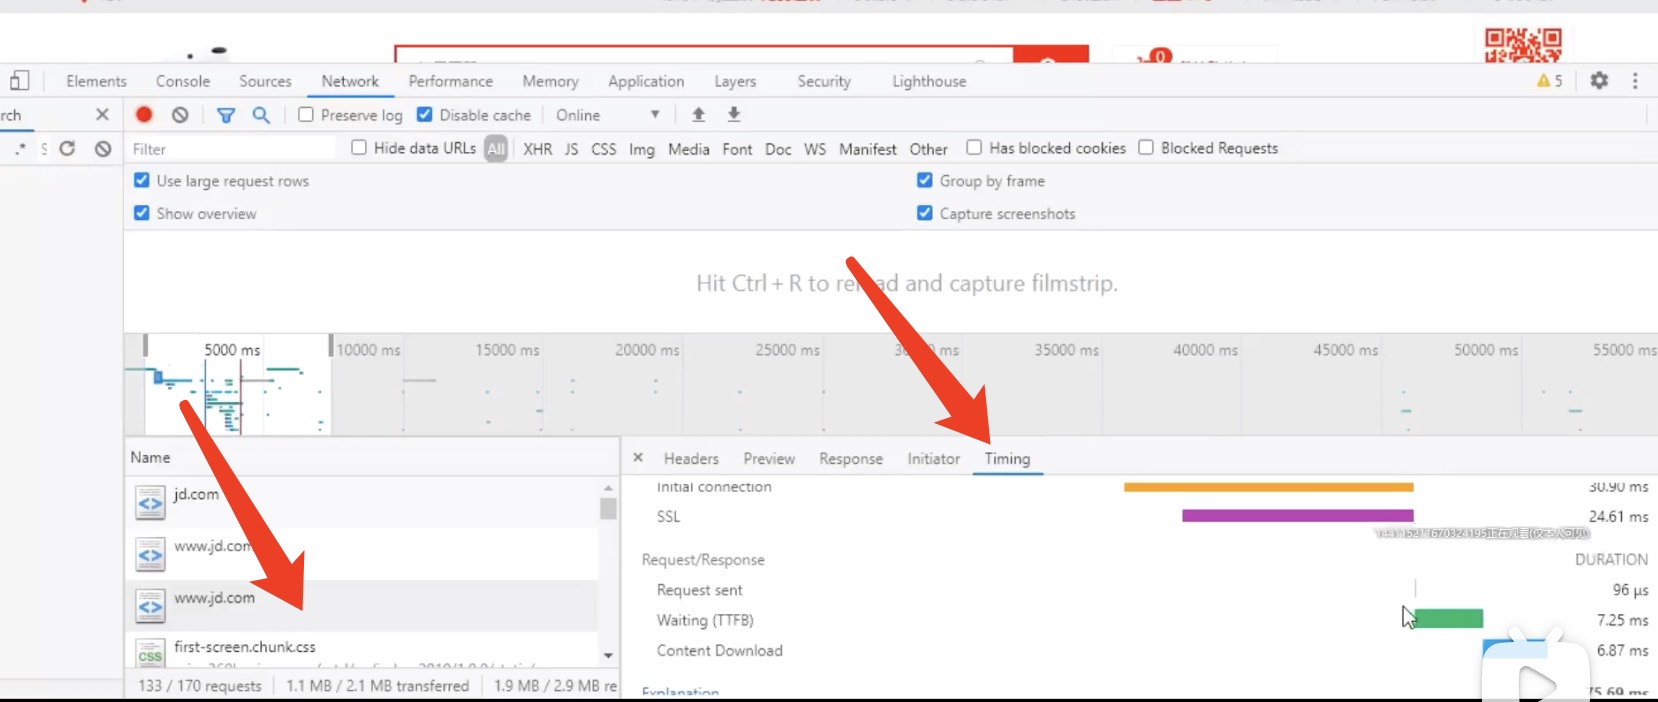 0
Elements Console Sources Network Performance Memory Application Layers Security Lighthouse 5
rch Preserve log Disable cache Online
.* S Filter Hide data URLs All XHR JS CSS Img Media Font Doc WS Manifest Other Has blocked cookies Blocked Requests
Use large request rows Group by frame
Show overview Capture screenshots
Hit Ctrl + R to reload and capture filmstrip.
5000 ms 10000 ms 15000 ms 20000 ms 25000 ms 30000 ms 35000 ms 40000 ms 45000 ms 50000 ms 55000 ms
Name
jd.com
www.jd.com
www.jd.com
CSS first-screen.chunk.css
133 / 170 requests 1.1 MB / 2.1 MB transferred 1.9 MB / 2.9 MB re
× Headers Preview Response Initiator Timing
Initial connection 30.90 ms
SSL 24.61 ms
Request/Response DURATION
Request sent 96 µs
Waiting (TTFB) 7.25 ms
Content Download 6.87 ms
Explanation 75.69 ms